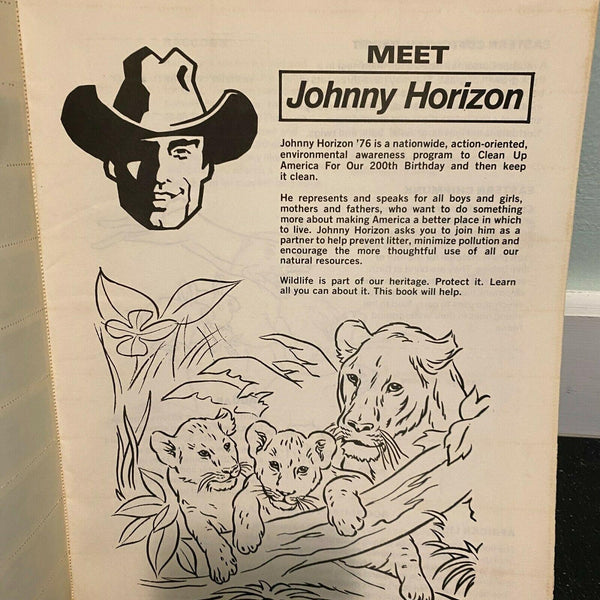 MEET
Johnny Horizon
Johnny Horizon '76 is a nationwide, action-oriented,
environmental awareness program to Clean Up
America For Our 200th Birthday and then keep
it clean.
He represents and speaks for all boys and girls,
mothers and fathers, who want to do something
more about making America a better place in which
to live. Johnny Horizon asks you to join him as a
partner to help prevent litter, minimize pollution and
encourage the more thoughtful use of all our
natural resources.
Wildlife is part of our heritage. Protect it. Learn
all you can about it. This book will help.